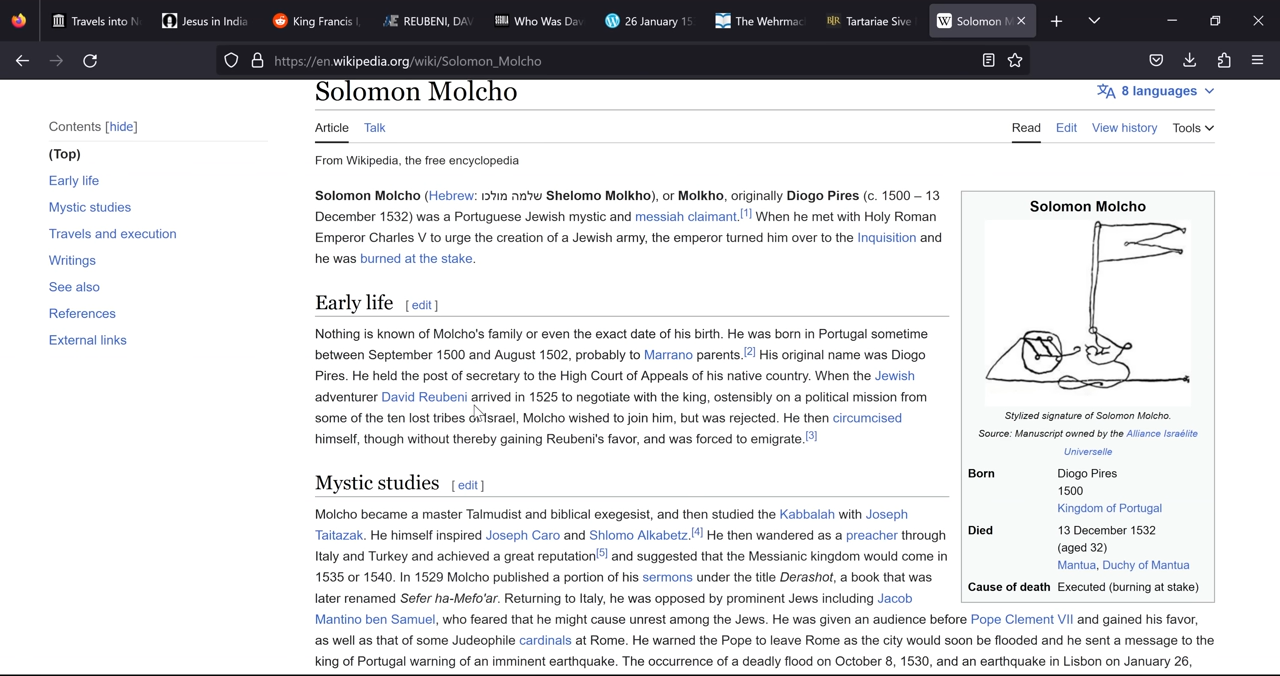 Travels into N
Jesus in India
King Francis I,
REUBENI, DAV
Who Was Dav
26 January 15
The Wehrmac
Tartariae Sive
Solomon M
https://en.wikipedia.org/wiki/Solomon_Molcho
Solomon Molcho
8 languages
Contents [hide]
(Top)
Early life
Mystic studies
Travels and execution
Writings
See also
References
External links
Article Talk
Read Edit View history Tools
From Wikipedia, the free encyclopedia
Solomon Molcho (Hebrew: שלמה מולכו Shelomo Molkho), or Molkho, originally Diogo Pires (c. 1500 – 13
December 1532) was a Portuguese Jewish mystic and messiah claimant.[1] When he met with Holy Roman
Emperor Charles V to urge the creation of a Jewish army, the emperor turned him over to the Inquisition and
he was burned at the stake.
Early life [ edit ]
Nothing is known of Molcho's family or even the exact date of his birth. He was born in Portugal sometime
between September 1500 and August 1502, probably to Marrano parents.[2] His original name was Diogo
Pires. He held the post of secretary to the High Court of Appeals of his native country. When the Jewish
adventurer David Reubeni arrived in 1525 to negotiate with the king, ostensibly on a political mission from
some of the ten lost tribes of Israel, Molcho wished to join him, but was rejected. He then circumcised
himself, though without thereby gaining Reubeni's favor, and was forced to emigrate.[3]
Mystic studies [ edit ]
Molcho became a master Talmudist and biblical exegesist, and then studied the Kabbalah with Joseph
Taitazak. He himself inspired Joseph Caro and Shlomo Alkabetz.[4] He then wandered as a preacher through
Italy and Turkey and achieved a great reputation[5] and suggested that the Messianic kingdom would come in
1535 or 1540. In 1529 Molcho published a portion of his sermons under the title Derashot, a book that was
later renamed Sefer ha-Mefo'ar. Returning to Italy, he was opposed by prominent Jews including Jacob
Mantino ben Samuel, who feared that he might cause unrest among the Jews. He was given an audience before Pope Clement VII and gained his favor,
as well as that of some Judeophile cardinals at Rome. He warned the Pope to leave Rome as the city would soon be flooded and he sent a message to the
king of Portugal warning of an imminent earthquake. The occurrence of a deadly flood on October 8, 1530, and an earthquake in Lisbon on January 26,
Solomon Molcho
Stylized signature of Solomon Molcho.
Source: Manuscript owned by the Alliance Israélite
Universelle
Born Diogo Pires
1500
Kingdom of Portugal
Died 13 December 1532
(aged 32)
Mantua, Duchy of Mantua
Cause of death Executed (burning at stake)